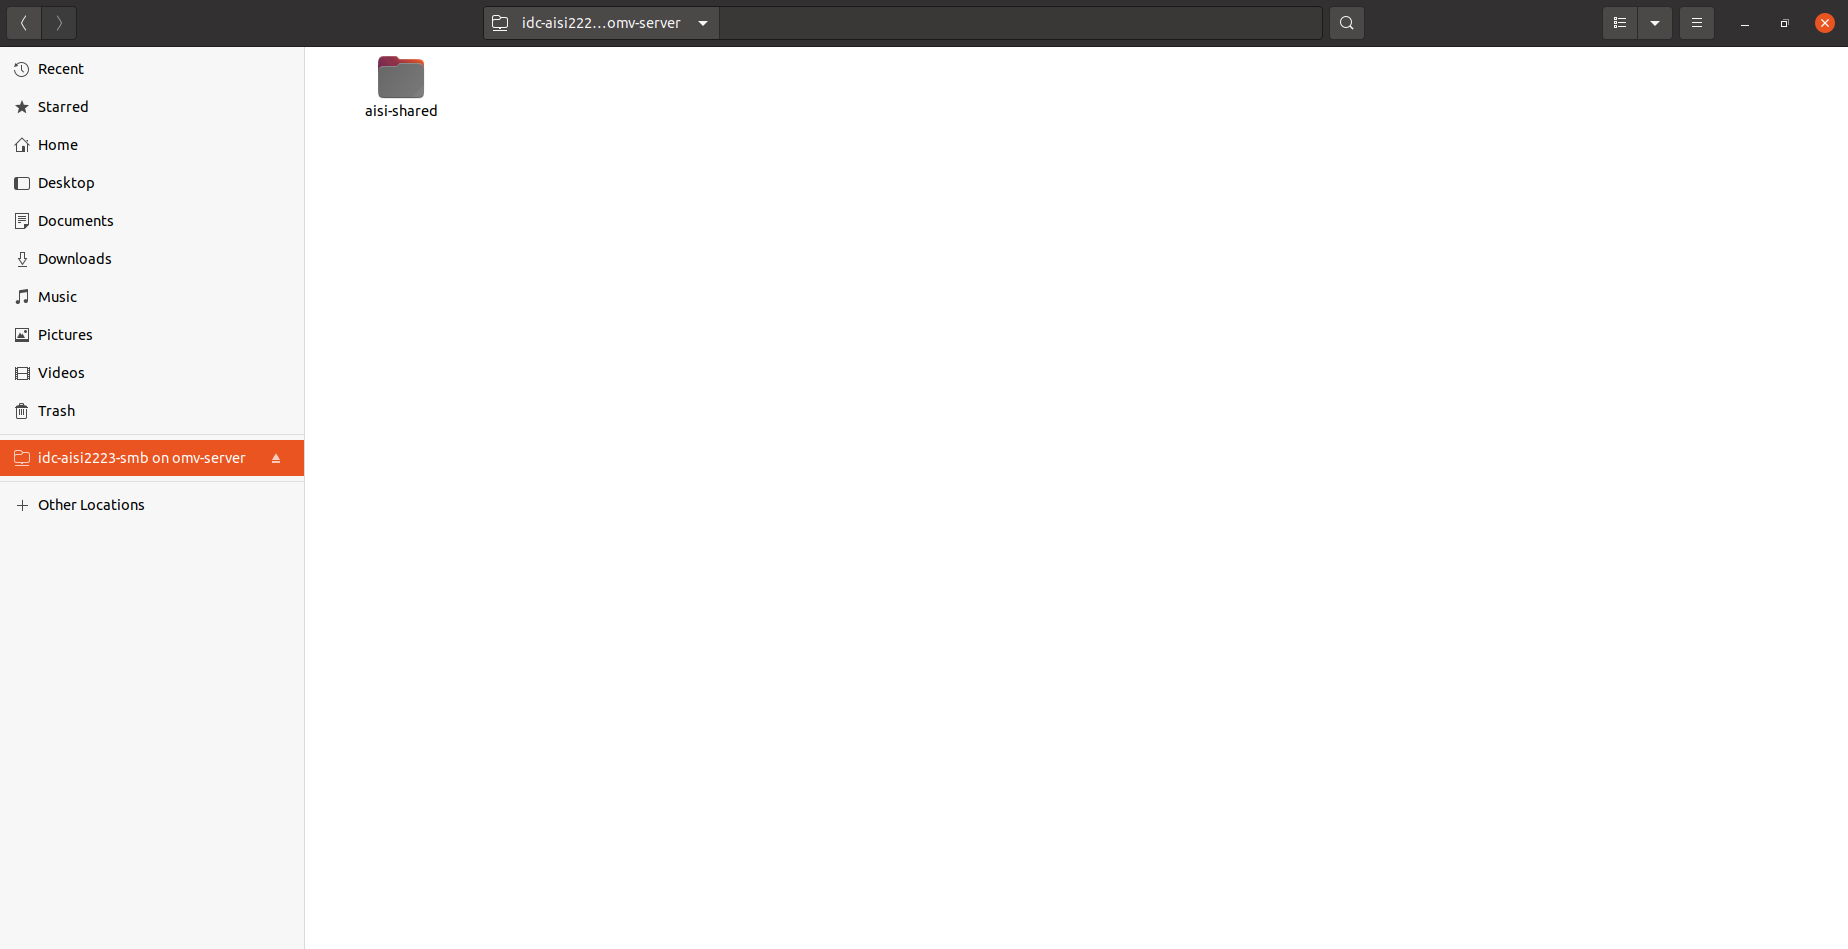 idc-aisi222...omv-server
Recent
Starred
Home
Desktop
Documents
Downloads
Music
Pictures
Videos
Trash
idc-aisi2223-smb on omv-server
Other Locations
aisi-shared